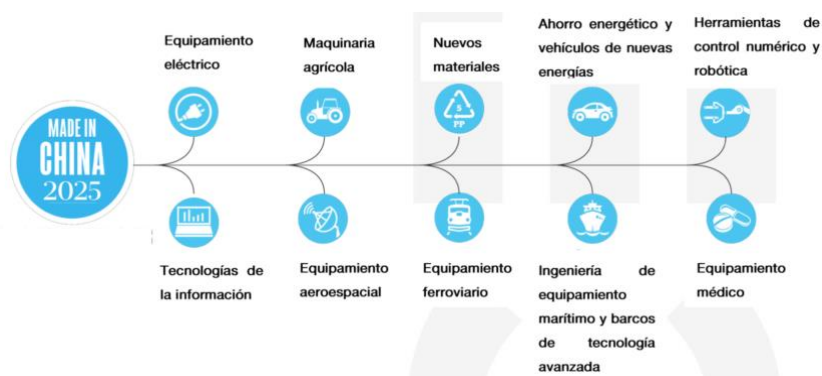 MADE IN
CHINA
2025
Equipamiento
eléctrico
Maquinaria
agrícola
Nuevos
materiales
Ahorro energético y
vehículos de nuevas
energías
Herramientas de
control numérico y
robótica
5
PP
Tecnologías de
la información
Equipamiento
aeroespacial
Equipamiento
ferroviario
Ingeniería de
equipamiento
marítimo y barcos
de tecnología
avanzada
Equipamiento
médico